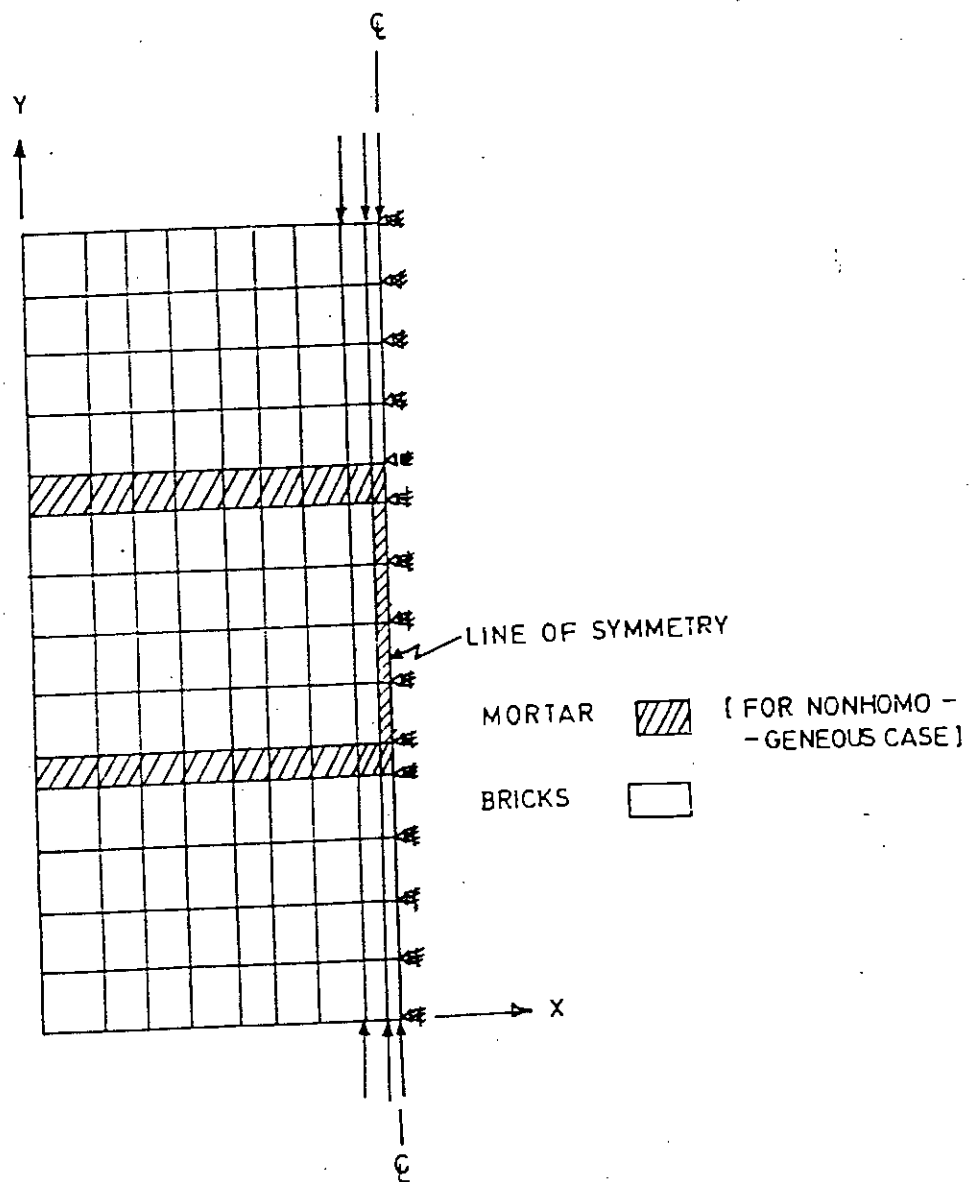 ℄
Y
LINE OF SYMMETRY
MORTAR [ FOR NONHOMO -
- GENEOUS CASE ]
BRICKS
X
℄